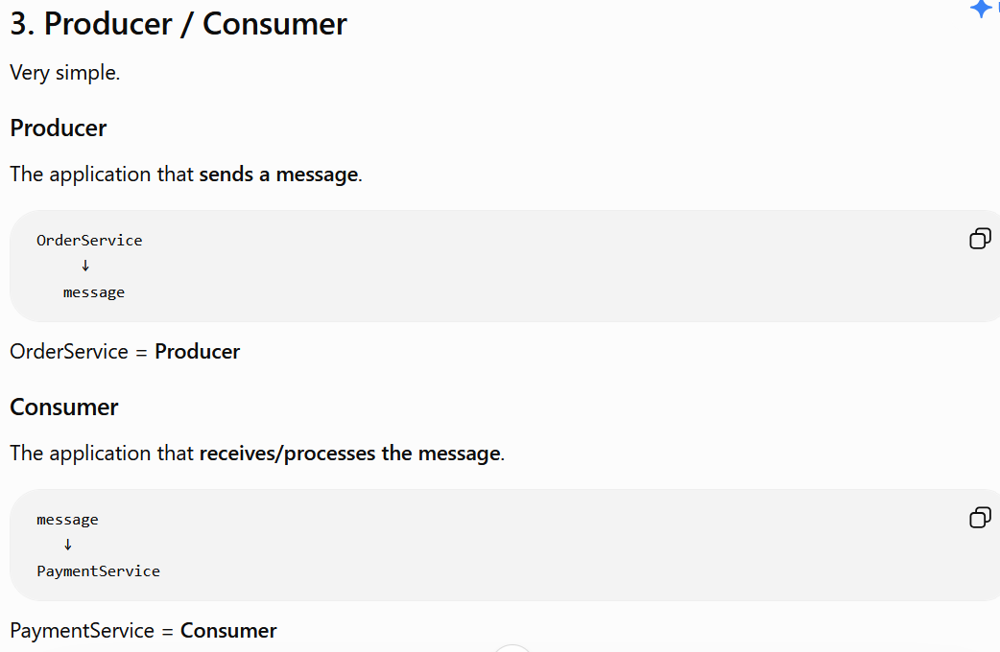 3. Producer / Consumer
Very simple.
Producer
The application that sends a message.
OrderService
↓
message
OrderService = Producer
Consumer
The application that receives/processes the message.
message
↓
PaymentService
PaymentService = Consumer